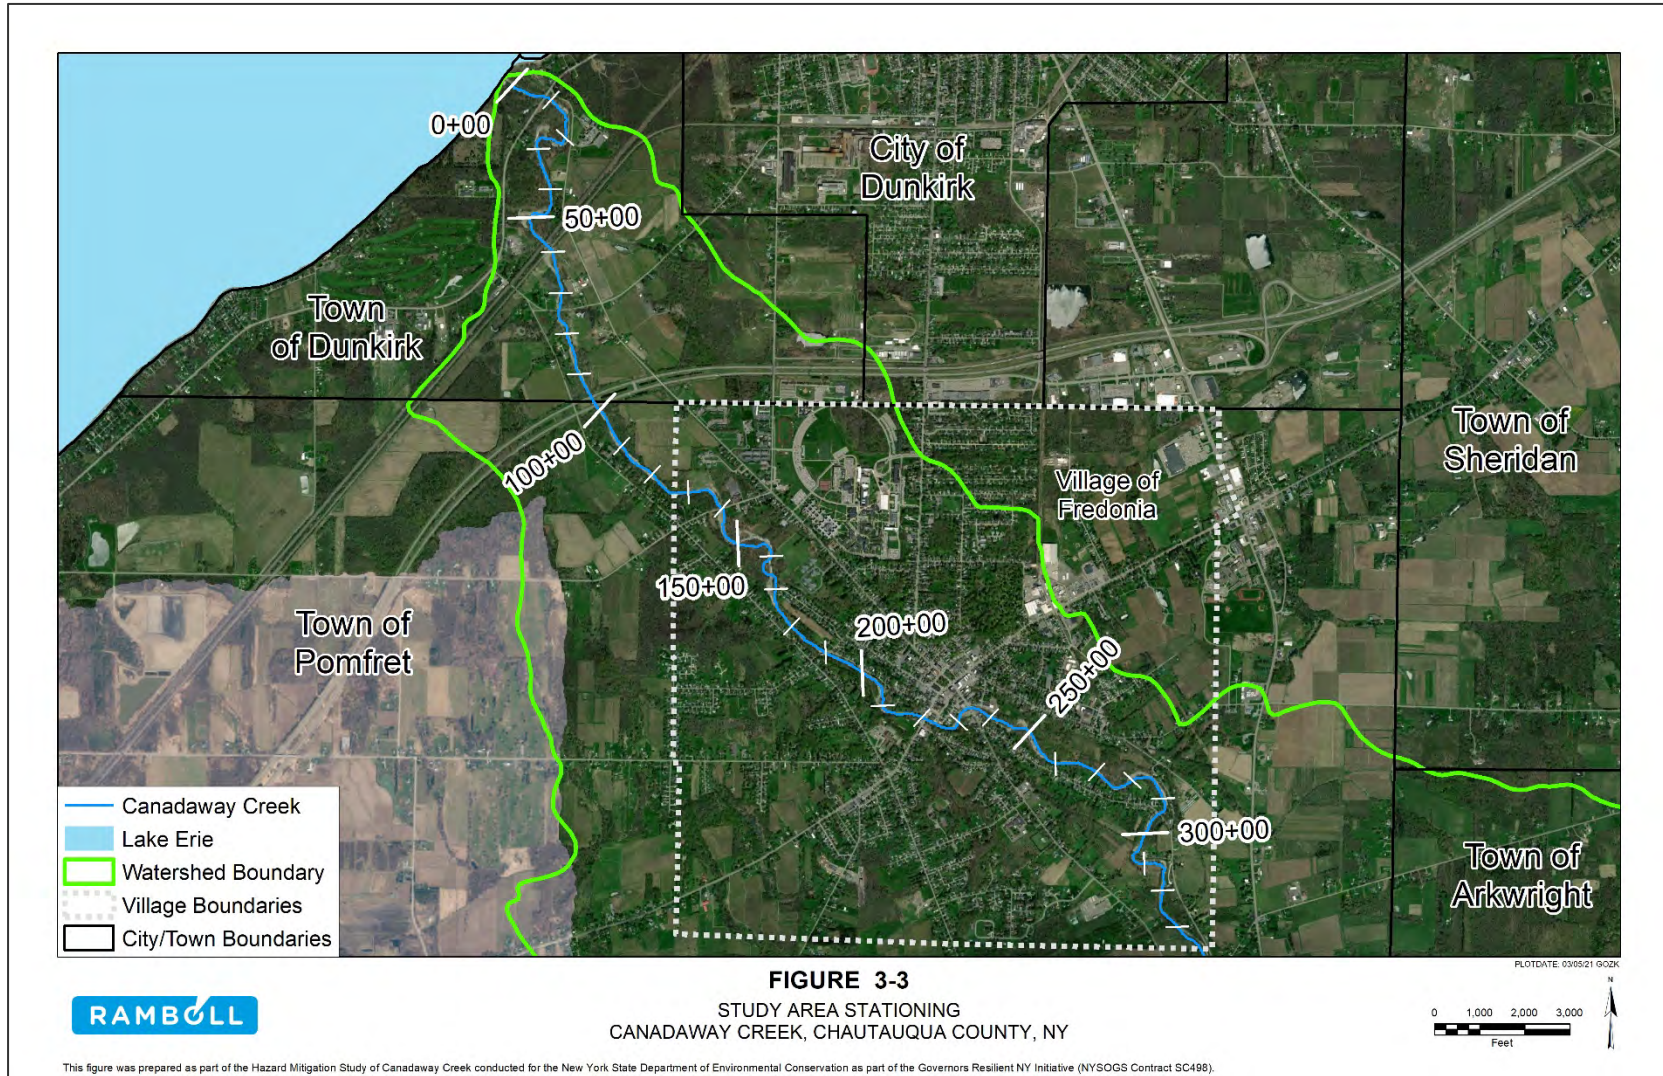 0+00
City of
Dunkirk
50+00
Town
of Dunkirk
100+00
Village of
Fredonia
Town of
Sheridan
150+00
200+00
Town of
Pomfret
250+00
300+00
Town of
Arkwright
Canadaway Creek
Lake Erie
Watershed Boundary
Village Boundaries
City/Town Boundaries
PLOTDATE: 03/05/21 GOZK
FIGURE 3-3
STUDY AREA STATIONING
CANADAWAY CREEK, CHAUTAUQUA COUNTY, NY
RAMBOLL
N
0 1,000 2,000 3,000
Feet
This figure was prepared as part of the Hazard Mitigation Study of Canadaway Creek conducted for the New York State Department of Environmental Conservation as part of the Governors Resilient NY Initiative (NYSOGS Contract SC498).